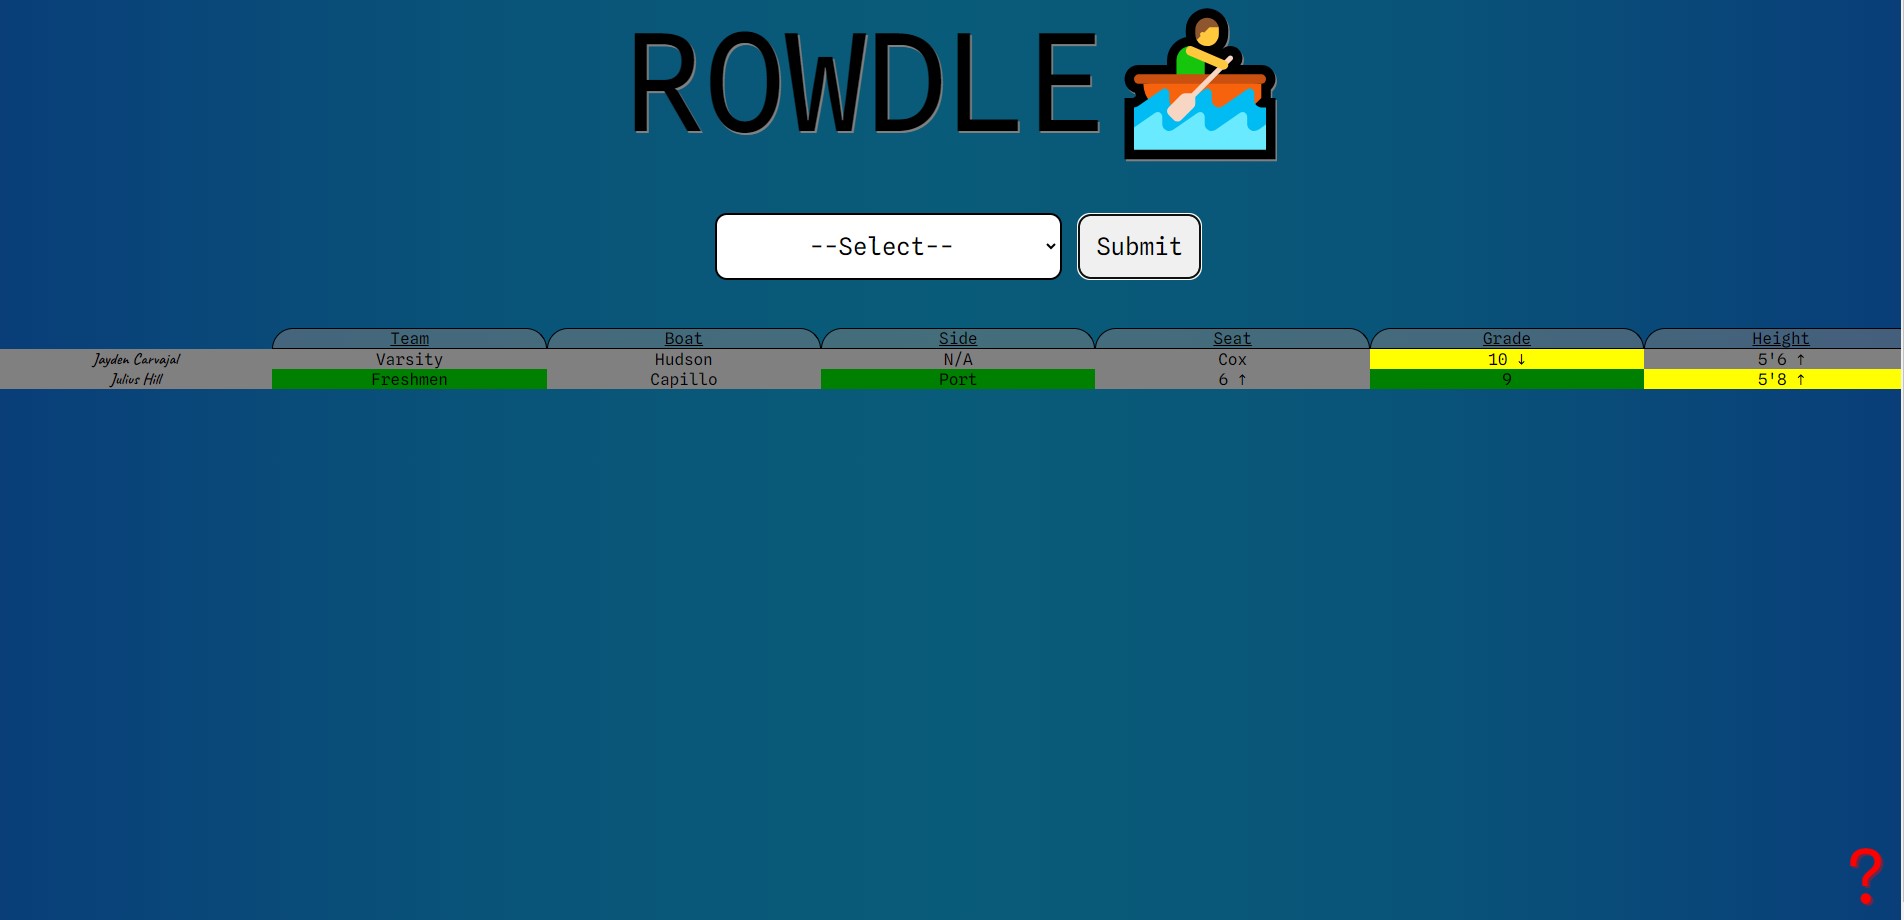 ROWDLE
--Select-- Submit
Team Boat Side Seat Grade Height
Jayden Carvajal Varsity Hudson N/A Cox 10 ↓ 5'6 ↑
Julius Hill Freshmen Capillo Port 6 ↑ 9 5'8 ↑
?